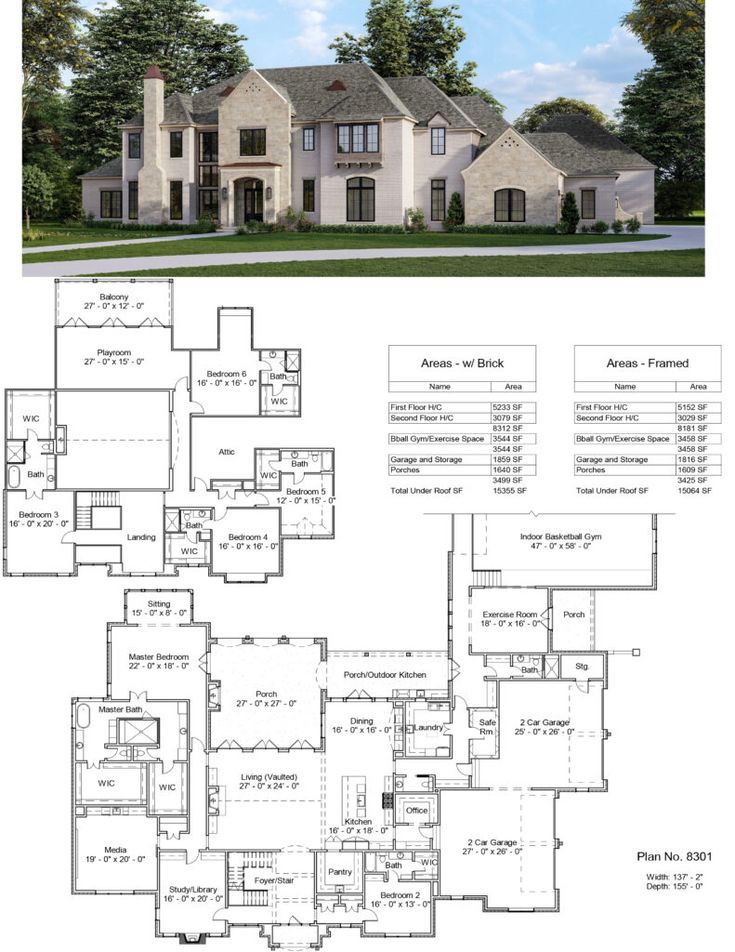 Balcony
27' - 0" x 12' - 0"
Playroom
27' - 0" x 15' - 0"
Bedroom 6
16' - 0" x 16' - 0"
Bath
WIC
WIC
Bath
Attic
WIC
Bath
Bedroom 5
12' - 0" x 15' - 0"
Bedroom 3
16' - 0" x 20' - 0"
Landing
Bath
WIC
Bedroom 4
16' - 0" x 16' - 0"
Areas - w/ Brick
Name Area
First Floor H/C 5233 SF
Second Floor H/C 3079 SF
8312 SF
Bball Gym/Exercise Space 3544 SF
3544 SF
Garage and Storage 1859 SF
Porches 1640 SF
3499 SF
Total Under Roof SF 15355 SF
Areas - Framed
Name Area
First Floor H/C 5152 SF
Second Floor H/C 3029 SF
8181 SF
Bball Gym/Exercise Space 3458 SF
3458 SF
Garage and Storage 1816 SF
Porches 1609 SF
3425 SF
Total Under Roof SF 15064 SF
Indoor Basketball Gym
47' - 0" x 58' - 0"
Exercise Room
18' - 0" x 16' - 0"
Porch
Bath
Stg.
Sitting
15' - 0" x 8' - 0"
Master Bedroom
22' - 0" x 18' - 0"
Porch
27' - 0" x 27' - 0"
Porch/Outdoor Kitchen
Master Bath
WIC
WIC
Dining
16' - 0" x 16' - 0"
Laundry
Safe
Rm.
2 Car Garage
25' - 0" x 26' - 0"
Living (Vaulted)
27' - 0" x 24' - 0"
Kitchen
16' - 0" x 18' - 0"
Office
Media
19' - 0" x 20' - 0"
2 Car Garage
27' - 0" x 26' - 0"
Study/Library
16' - 0" x 20' - 0"
Foyer/Stair
Pantry
Bath
WIC
Bedroom 2
16' - 0" x 13' - 0"
Plan No. 8301
Width: 137' - 2"
Depth: 155' - 0"